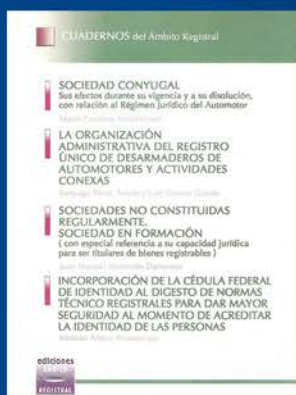 CUADERNOS del Ámbito Registral
SOCIEDAD CONYUGAL
Sus efectos durante su vigencia y a su disolución,
con relación al Régimen Jurídico del Automotor
LA ORGANIZACIÓN
ADMINISTRATIVA DEL REGISTRO
ÚNICO DE DESARMADEROS DE
AUTOMOTORES Y ACTIVIDADES
CONEXAS
SOCIEDADES NO CONSTITUIDAS
REGULARMENTE.
SOCIEDAD EN FORMACIÓN
( con especial referencia a su capacidad jurídica
para ser titulares de bienes registrables )
INCORPORACIÓN DE LA CÉDULA FEDERAL
DE IDENTIDAD AL DIGESTO DE NORMAS
TÉCNICO REGISTRALES PARA DAR MAYOR
SEGURIDAD AL MOMENTO DE ACREDITAR
LA IDENTIDAD DE LAS PERSONAS
ediciones
REGISTRAL